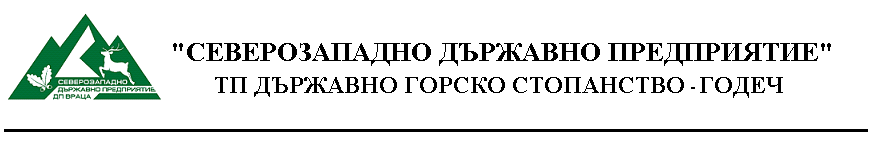 "СЕВЕРОЗАПАДНО ДЪРЖАВНО ПРЕДПРИЯТИЕ"
ТП ДЪРЖАВНО ГОРСКО СТОПАНСТВО - ГОДЕЧ
СЕВЕРОЗАПАДНО
ДЪРЖАВНО ПРЕДПРИЯТИЕ
ДП ВРАЦА